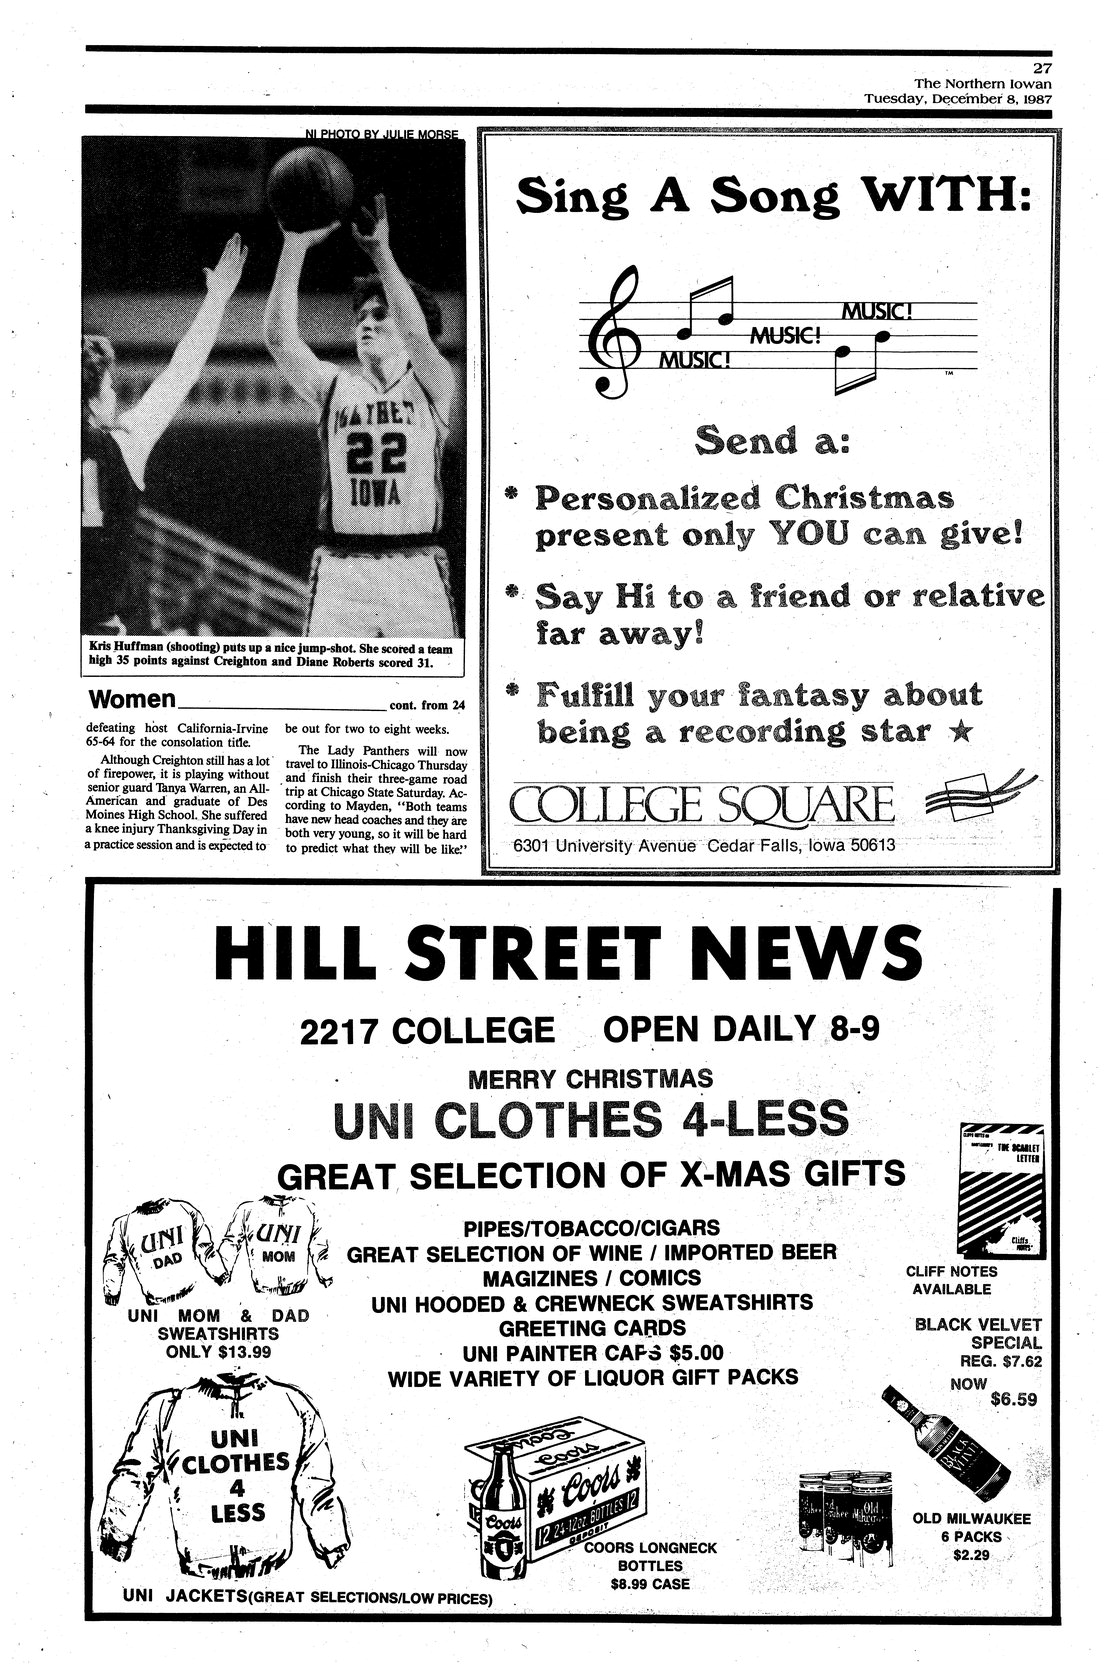 27
The Northern Iowan
Tuesday, December 8, 1987
NI PHOTO BY JULIE MORSE
22
IOWA
Kris Huffman (shooting) puts up a nice jump-shot. She scored a team
high 35 points against Creighton and Diane Roberts scored 31.
Women cont. from 24
defeating host California-Irvine
65-64 for the consolation title.
Although Creighton still has a lot
of firepower, it is playing without
senior guard Tanya Warren, an All-
American and graduate of Des
Moines High School. She suffered
a knee injury Thanksgiving Day in
a practice session and is expected to
be out for two to eight weeks.
The Lady Panthers will now
travel to Illinois-Chicago Thursday
and finish their three-game road
trip at Chicago State Saturday. Ac-
cording to Mayden, "Both teams
have new head coaches and they are
both very young, so it will be hard
to predict what they will be like."
Sing A Song WITH:
MUSIC!
MUSIC!
MUSIC!
TM
Send a:
* Personalized Christmas
present only YOU can give!
* Say Hi to a friend or relative
far away!
* Fulfill your fantasy about
being a recording star ★
COLLEGE SQUARE
6301 University Avenue Cedar Falls, Iowa 50613
HILL STREET NEWS
2217 COLLEGE OPEN DAILY 8-9
MERRY CHRISTMAS
UNI CLOTHES 4-LESS
GREAT SELECTION OF X-MAS GIFTS
PIPES/TOBACCO/CIGARS
GREAT SELECTION OF WINE / IMPORTED BEER
MAGIZINES / COMICS
UNI HOODED & CREWNECK SWEATSHIRTS
GREETING CARDS
UNI PAINTER CAPS $5.00
WIDE VARIETY OF LIQUOR GIFT PACKS
UNI
DAD
UNI
MOM
UNI MOM & DAD
SWEATSHIRTS
ONLY $13.99
UNI
CLOTHES
4
LESS
UNI JACKETS(GREAT SELECTIONS/LOW PRICES)
Coors
Coors
Coors
Coors
12 24-12oz. BOTTLES 12
DEPOSIT
COORS LONGNECK
BOTTLES
$8.99 CASE
THE SCARLET
LETTER
Cliffs
NOTES
CLIFF NOTES
AVAILABLE
BLACK VELVET
SPECIAL
REG. $7.62
NOW
$6.59
BLACK
VELVET
Old
OLD MILWAUKEE
6 PACKS
$2.29